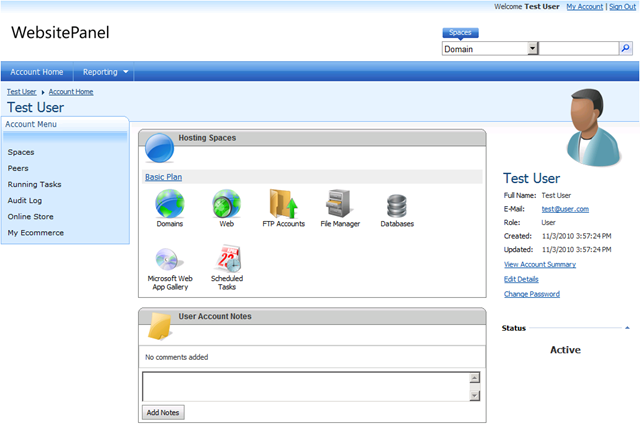 Welcome Test User My Account | Sign Out
WebsitePanel
Spaces
Domain
Account Home Reporting
Test User Account Home
Test User
Account Menu
Spaces
Peers
Running Tasks
Audit Log
Online Store
My Ecommerce
Hosting Spaces
Basic Plan
Domains Web FTP Accounts File Manager Databases
Microsoft Web
App Gallery
Scheduled
Tasks
User Account Notes
No comments added
Add Notes
Test User
Full Name: Test User
E-Mail: test@user.com
Role: User
Created: 11/3/2010 3:57:24 PM
Updated: 11/3/2010 3:57:24 PM
View Account Summary
Edit Details
Change Password
Status
Active